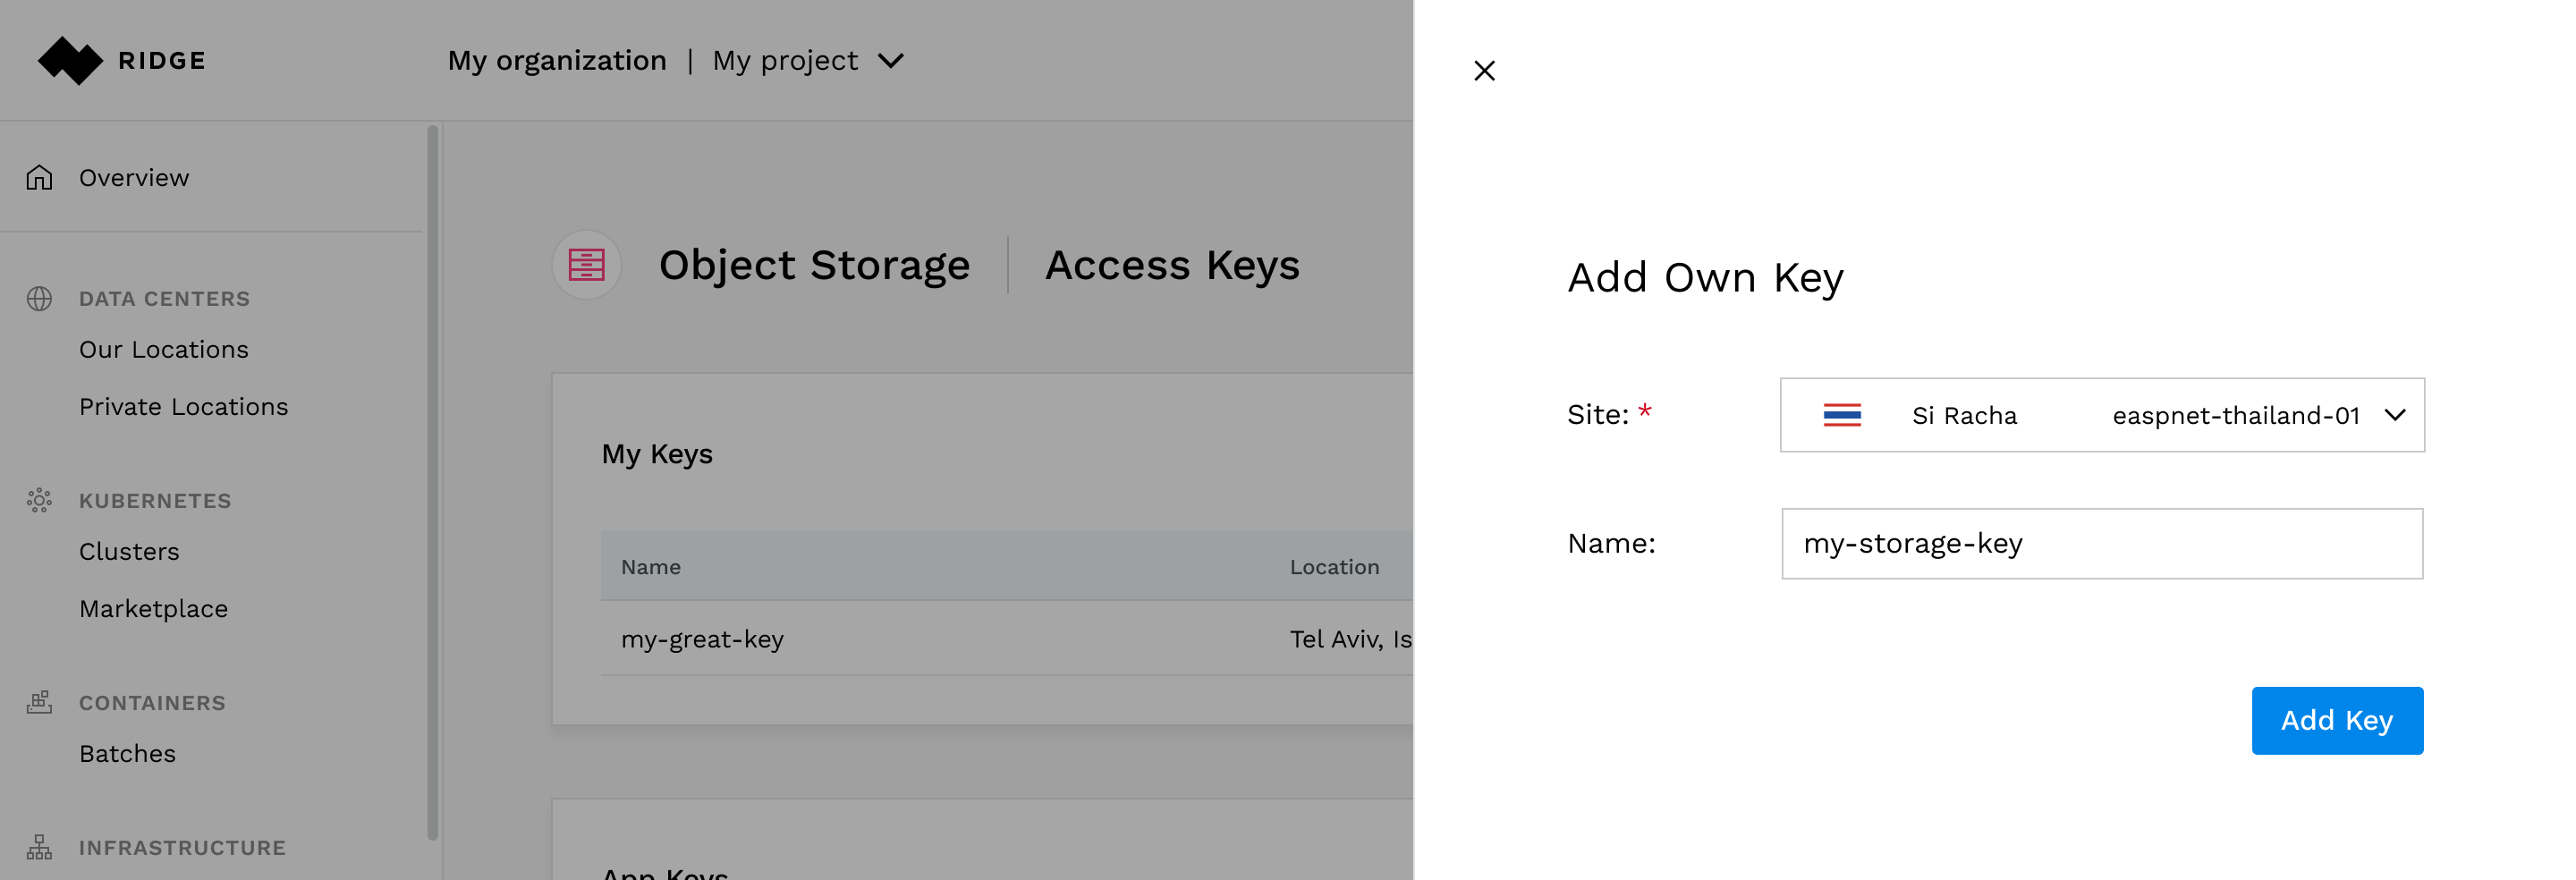 RIDGE
My organization | My project
Overview
DATA CENTERS
Our Locations
Private Locations
KUBERNETES
Clusters
Marketplace
CONTAINERS
Batches
INFRASTRUCTURE
Object Storage | Access Keys
My Keys
Name Location
my-great-key Tel Aviv, Is
App Keys
Add Own Key
Site: * Si Racha easpnet-thailand-01
Name: my-storage-key
Add Key